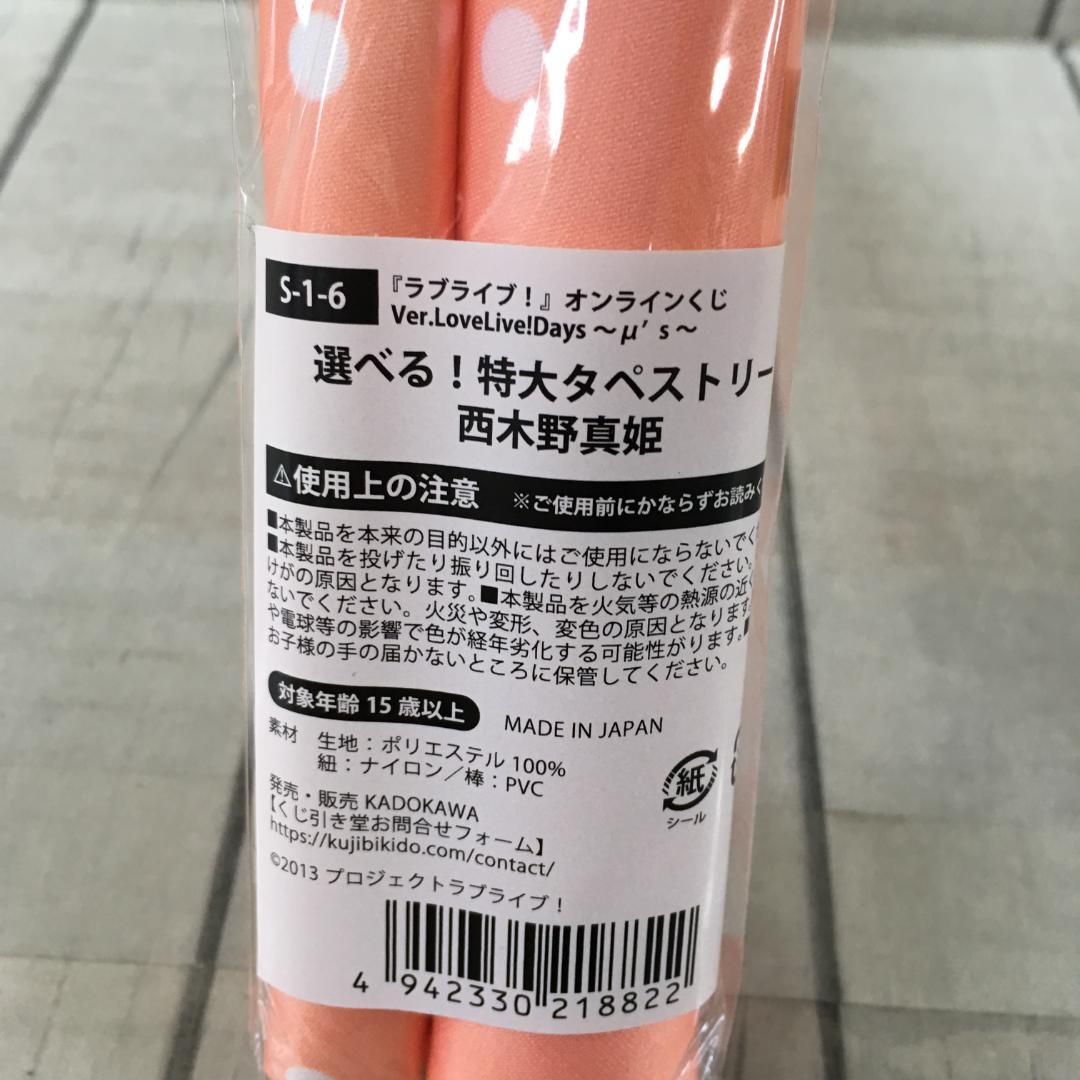 S-1-6
『ラブライブ！』オンラインくじ
Ver.LoveLive!Days ～μ's～
選べる！特大タペストリー
西木野真姫
⚠使用上の注意 ※ご使用前にかならずお読み
■本製品を本来の目的以外にはご使用にならないで
■本製品を投げたり振り回したりしないでください。
けがの原因となります。■本製品を火気等の熱源の近く
ないでください。火災や変形、変色の原因となります。
や電球等の影響で色が経年劣化する可能性がります。■
お子様の手の届かないところに保管してください。
対象年齢 15 歳以上
MADE IN JAPAN
素材 生地：ポリエステル 100%
紐：ナイロン／棒：PVC
紙
シール
発売・販売 KADOKAWA
【くじ引き堂お問合せフォーム】
https://kujibikido.com/contact/
©2013 プロジェクトラブライブ！
4 942330 218822